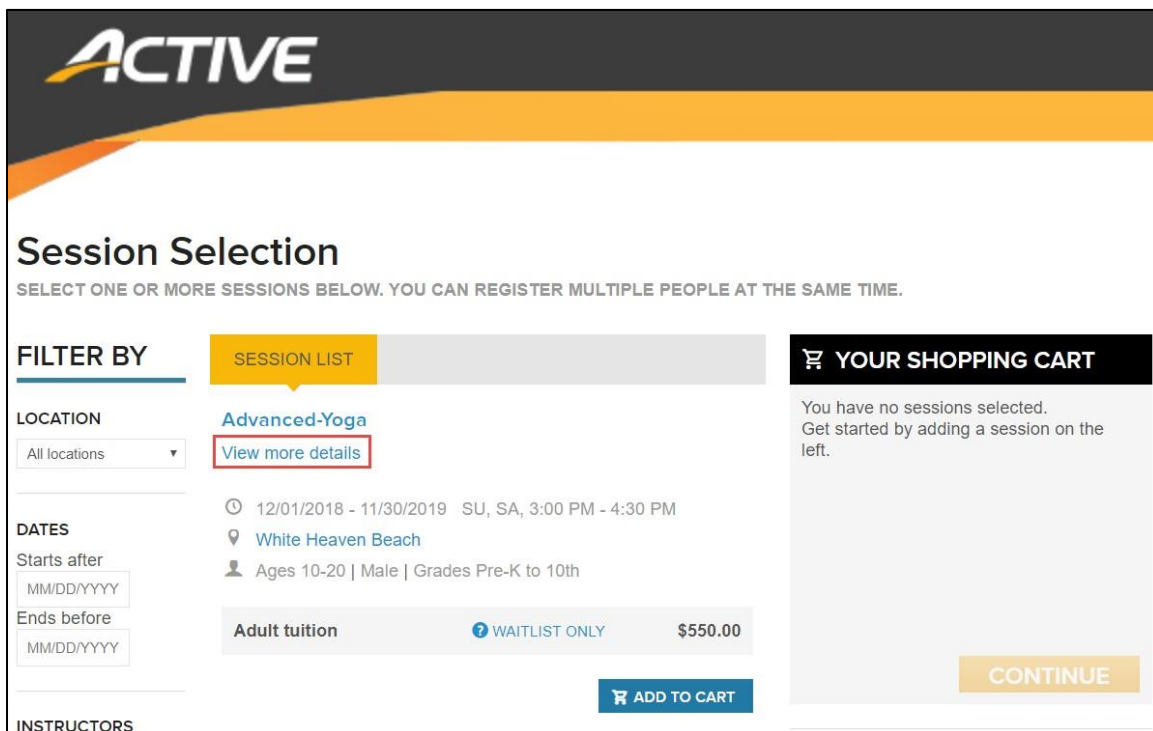 ACTIVE
Session Selection
SELECT ONE OR MORE SESSIONS BELOW. YOU CAN REGISTER MULTIPLE PEOPLE AT THE SAME TIME.
FILTER BY
LOCATION
All locations
DATES
Starts after
MM/DD/YYYY
Ends before
MM/DD/YYYY
INSTRUCTORS
SESSION LIST
Advanced-Yoga
View more details
12/01/2018 - 11/30/2019 SU, SA, 3:00 PM - 4:30 PM
White Heaven Beach
Ages 10-20 | Male | Grades Pre-K to 10th
Adult tuition ? WAITLIST ONLY $550.00
ADD TO CART
YOUR SHOPPING CART
You have no sessions selected.
Get started by adding a session on the
left.
CONTINUE